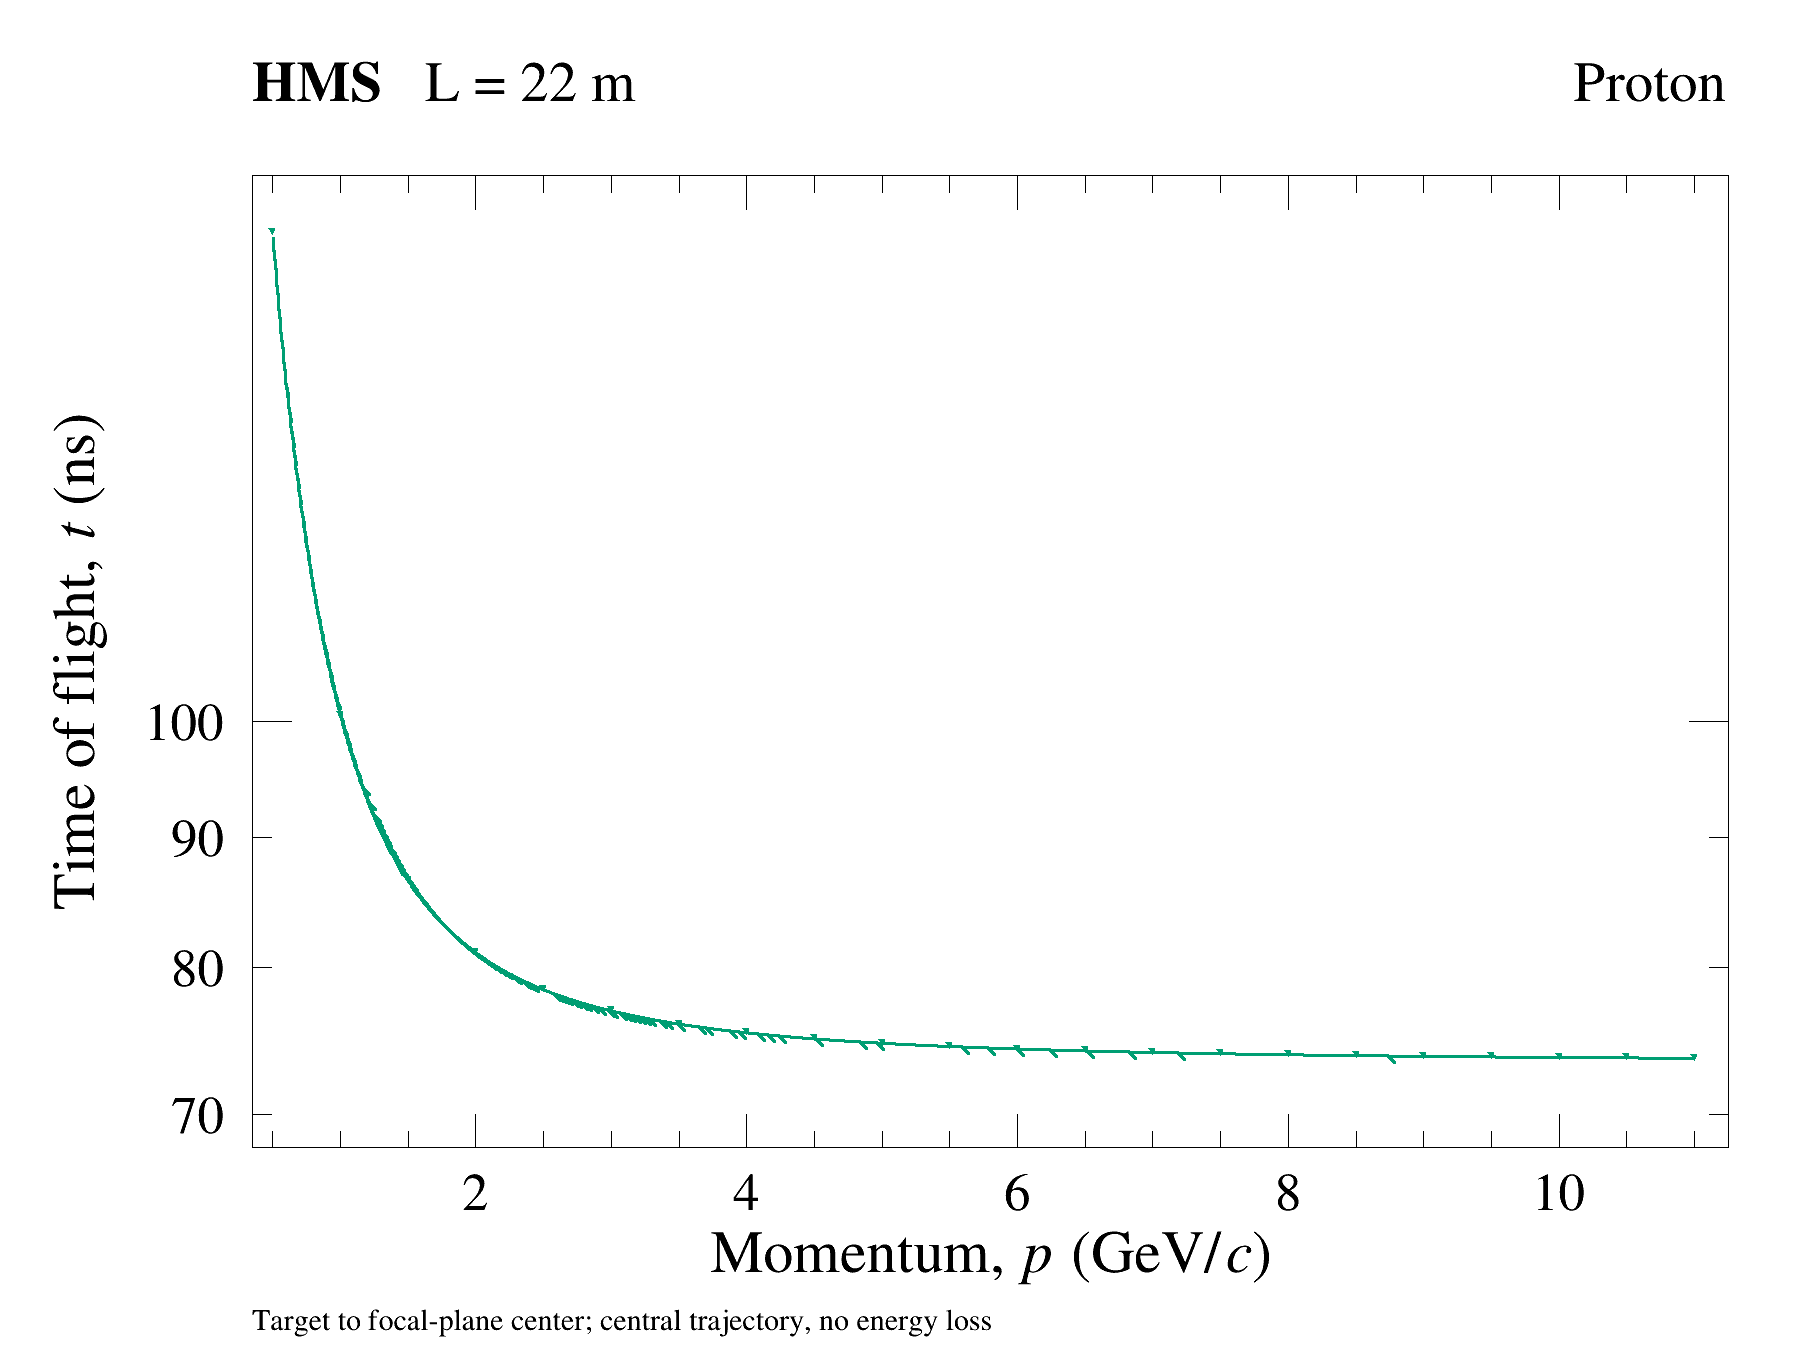 HMS L = 22 m
Proton
Time of flight, t (ns)
100
90
80
70
2 4 6 8 10
Momentum, p (GeV/c)
Target to focal-plane center; central trajectory, no energy loss